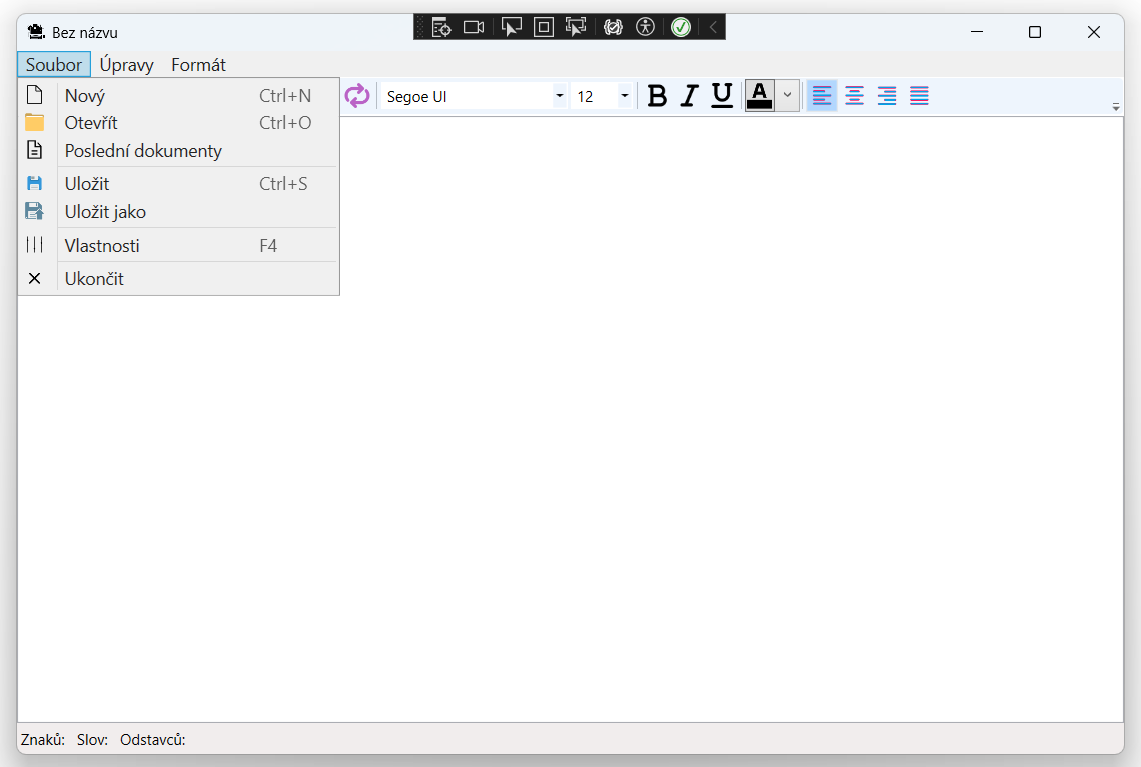 Bez názvu
Soubor Úpravy Formát
Segoe UI 12 B I U A
Nový Ctrl+N
Otevřít Ctrl+O
Poslední dokumenty
Uložit Ctrl+S
Uložit jako
Vlastnosti F4
Ukončit
Znaků: Slov: Odstavců: